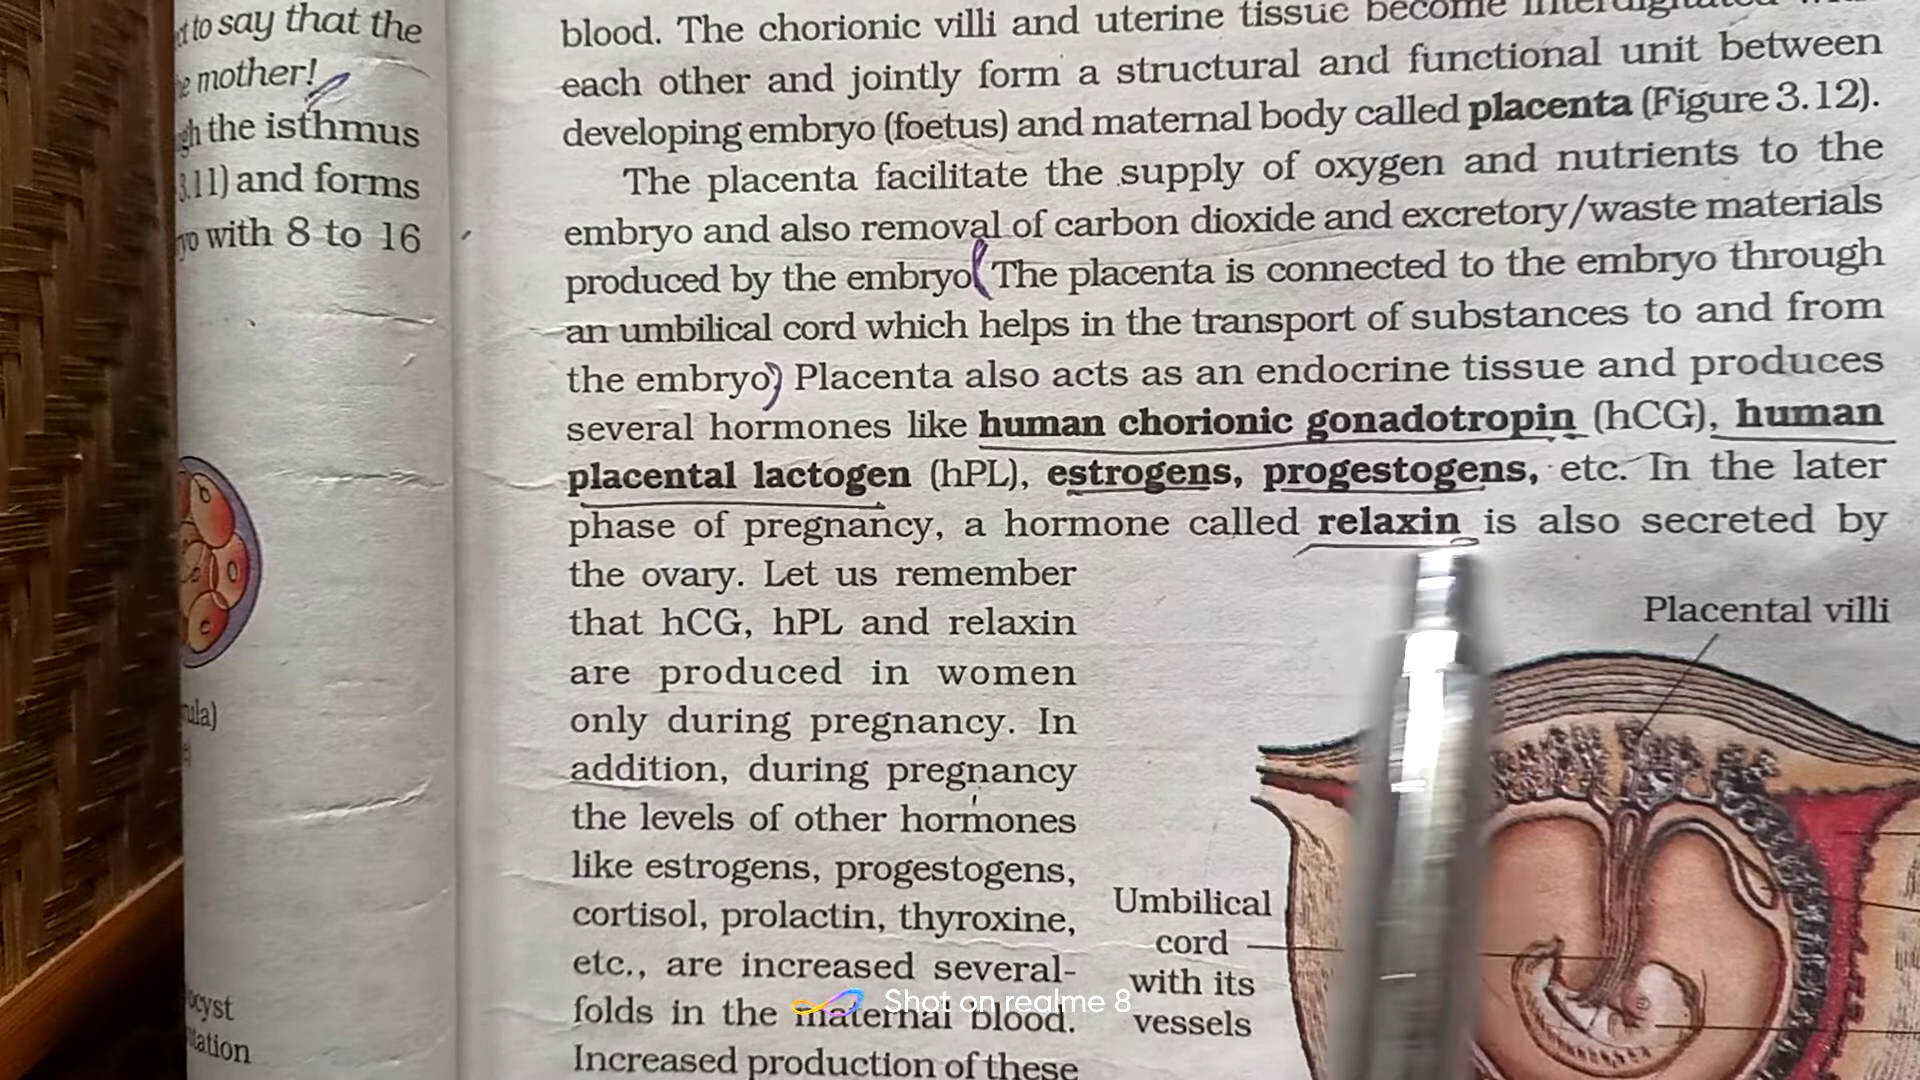 to say that the
mother!
the isthmus
3.11) and forms
with 8 to 16
blood. The chorionic villi and uterine tissue become interdigitated
each other and jointly form a structural and functional unit between
developing embryo (foetus) and maternal body called placenta (Figure 3.12).
The placenta facilitate the supply of oxygen and nutrients to the
embryo and also removal of carbon dioxide and excretory/waste materials
produced by the embryo The placenta is connected to the embryo through
an umbilical cord which helps in the transport of substances to and from
the embryo Placenta also acts as an endocrine tissue and produces
several hormones like human chorionic gonadotropin (hCG), human
placental lactogen (hPL), estrogens, progestogens, etc. In the later
phase of pregnancy, a hormone called relaxin is also secreted by
the ovary. Let us remember
that hCG, hPL and relaxin
are produced in women
only during pregnancy. In
addition, during pregnancy
the levels of other hormones
like estrogens, progestogens,
cortisol, prolactin, thyroxine,
etc., are increased several-
folds in the maternal blood.
Increased production of these
Placental villi
Umbilical
cord
with its
vessels
Shot on realme 8